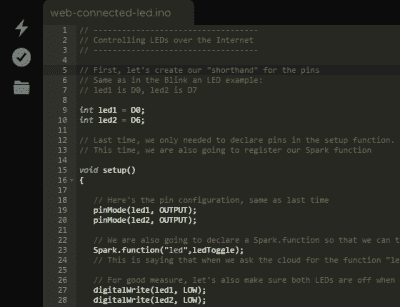 web-connected-led.ino
1 // -----------------------------------
2 // Controlling LEDs over the Internet
3 // -----------------------------------
4
5 // First, let's create our "shorthand" for the pins
6 // Same as in the Blink an LED example:
7 // led1 is D0, led2 is D7
8
9 int led1 = D0;
10 int led2 = D6;
11
12 // Last time, we only needed to declare pins in the setup function.
13 // This time, we are also going to register our Spark function
14
15 void setup()
16 {
17
18 // Here's the pin configuration, same as last time
19 pinMode(led1, OUTPUT);
20 pinMode(led2, OUTPUT);
21
22 // We are also going to declare a Spark.function so that we can t
23 Spark.function("led",ledToggle);
24 // This is saying that when we ask the cloud for the function "le
25
26 // For good measure, let's also make sure both LEDs are off when
27 digitalWrite(led1, LOW);
28 digitalWrite(led2, LOW);